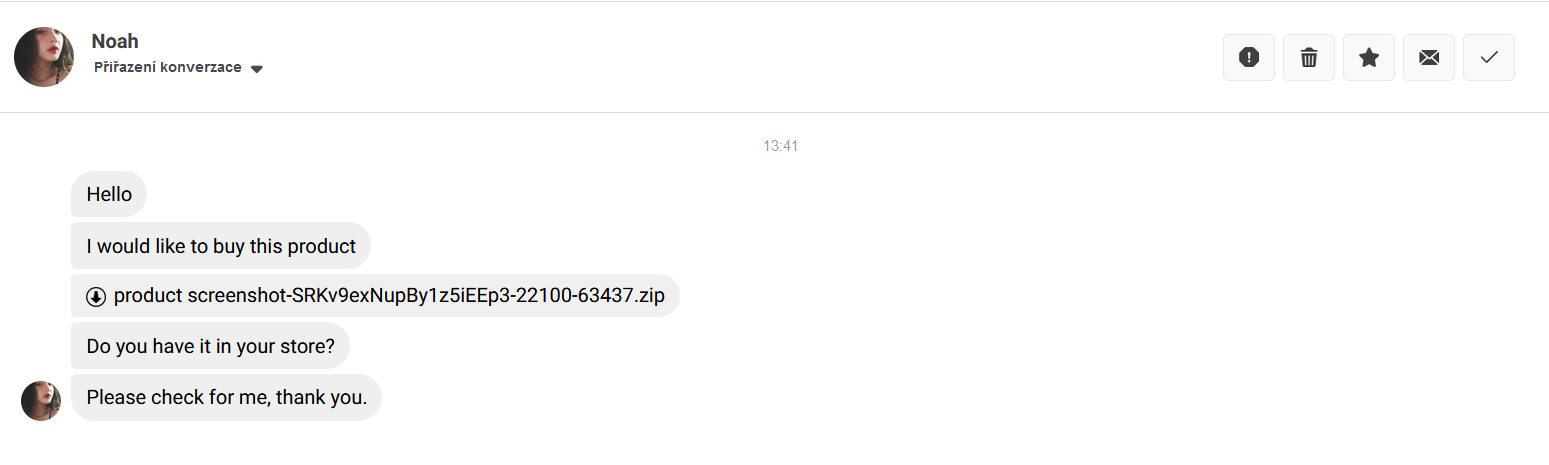 Noah
Přiřazení konverzace
13:41
Hello
I would like to buy this product
product screenshot-SRKv9exNupBy1z5iEEp3-22100-63437.zip
Do you have it in your store?
Please check for me, thank you.